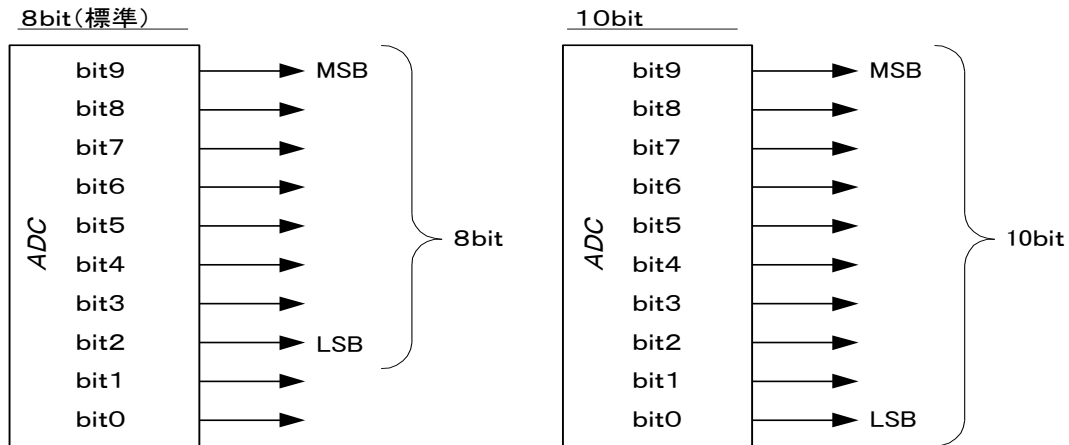 8bit(標準)
bit9
MSB
bit8
bit7
bit6
bit5
bit4
bit3
bit2
LSB
bit1
bit0
ADC
8bit
10bit
bit9
MSB
bit8
bit7
bit6
bit5
bit4
bit3
bit2
bit1
bit0
LSB
ADC
10bit